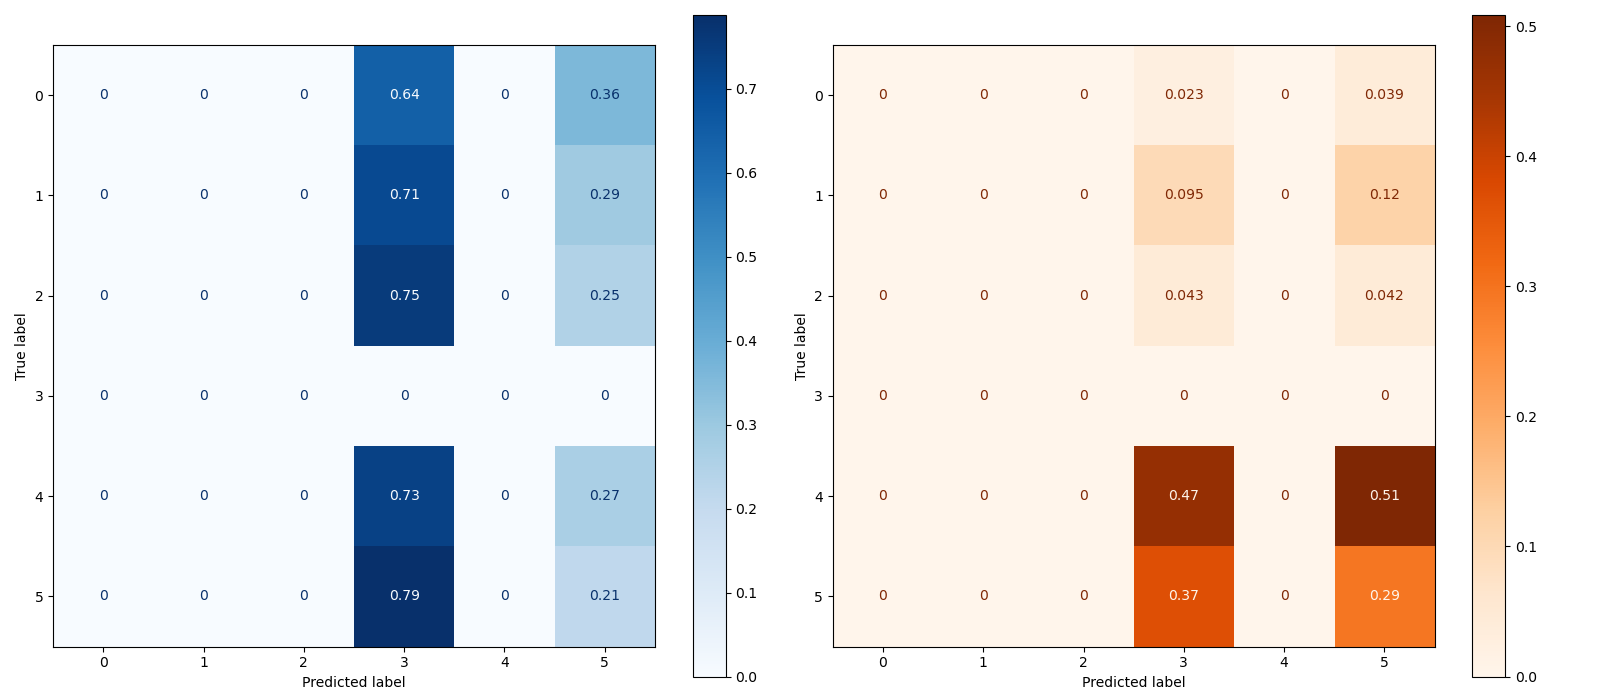 0 0 0 0 0.64 0 0.36
1 0 0 0 0.71 0 0.29
2 0 0 0 0.75 0 0.25
3 0 0 0 0 0 0
4 0 0 0 0.73 0 0.27
5 0 0 0 0.79 0 0.21
0 1 2 3 4 5
Predicted label
True label
0.7
0.6
0.5
0.4
0.3
0.2
0.1
0.0
0 0 0 0 0.023 0 0.039
1 0 0 0 0.095 0 0.12
2 0 0 0 0.043 0 0.042
3 0 0 0 0 0 0
4 0 0 0 0.47 0 0.51
5 0 0 0 0.37 0 0.29
0 1 2 3 4 5
Predicted label
True label
0.5
0.4
0.3
0.2
0.1
0.0